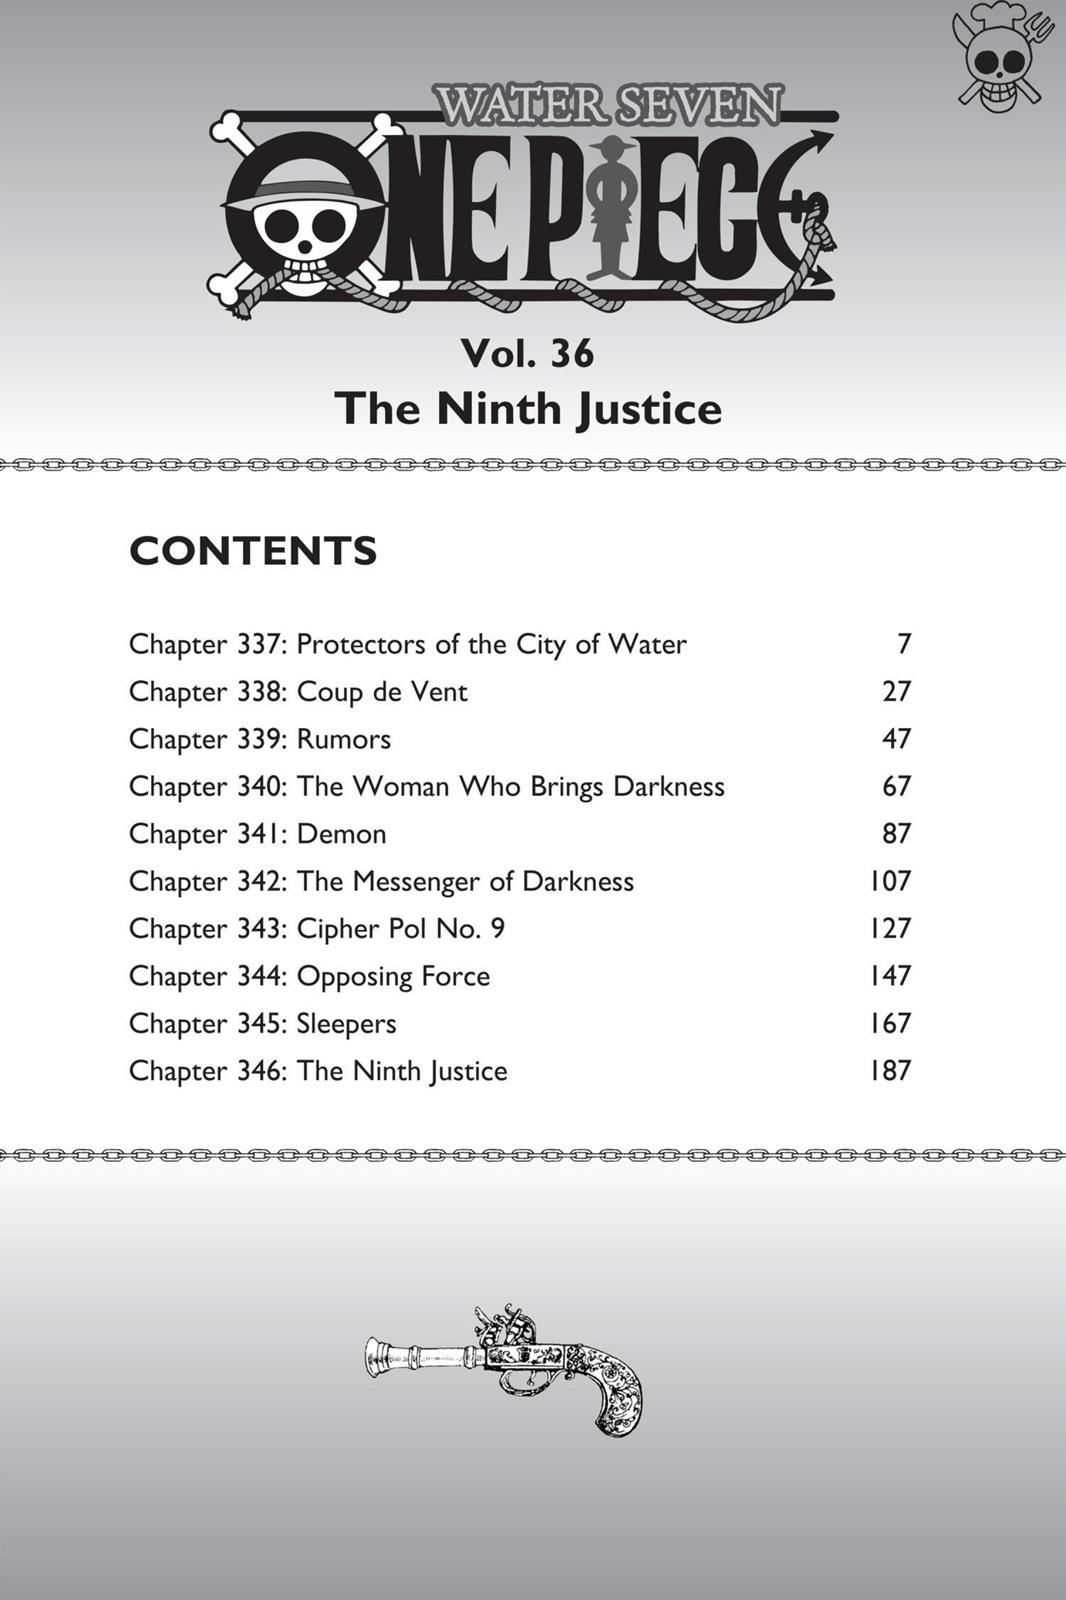 WATER SEVEN
ONE PIECE
Vol. 36
The Ninth Justice
CONTENTS
Chapter 337: Protectors of the City of Water 7
Chapter 338: Coup de Vent 27
Chapter 339: Rumors 47
Chapter 340: The Woman Who Brings Darkness 67
Chapter 341: Demon 87
Chapter 342: The Messenger of Darkness 107
Chapter 343: Cipher Pol No. 9 127
Chapter 344: Opposing Force 147
Chapter 345: Sleepers 167
Chapter 346: The Ninth Justice 187